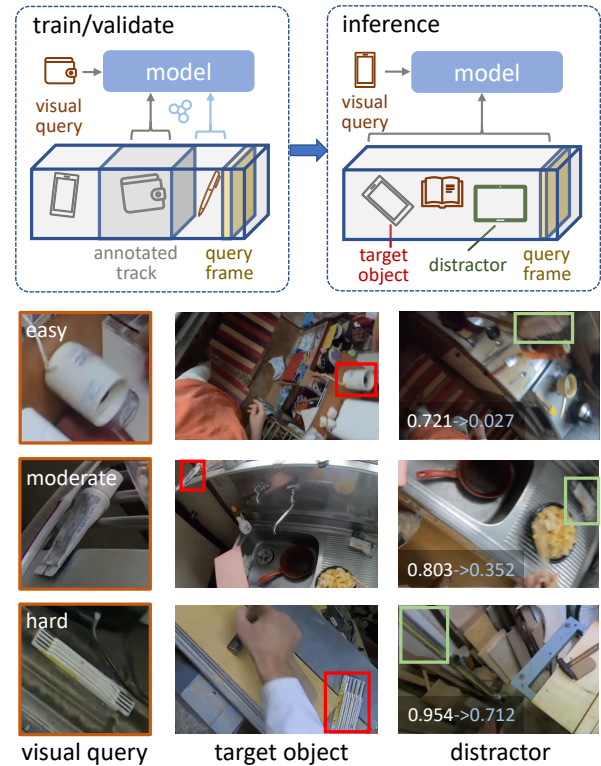 train/validate
model
visual
query
annotated
track
query
frame
inference
model
visual
query
target
object
distractor
query
frame
easy
0.721->0.027
moderate
0.803->0.352
hard
0.954->0.712
visual query
target object
distractor